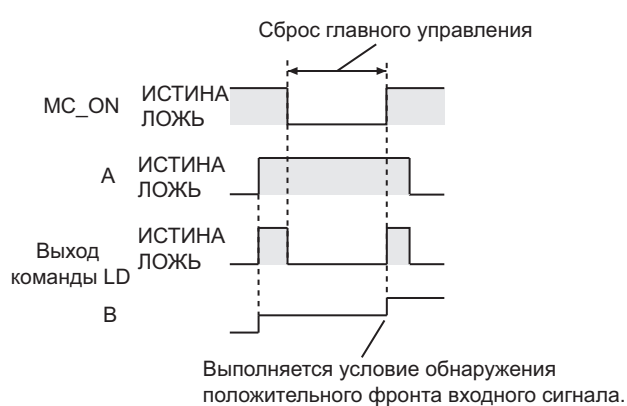 Сброс главного управления
MC_ON
ИСТИНА
ЛОЖЬ
A
ИСТИНА
ЛОЖЬ
Выход
команды LD
ИСТИНА
ЛОЖЬ
B
Выполняется условие обнаружения
положительного фронта входного сигнала.